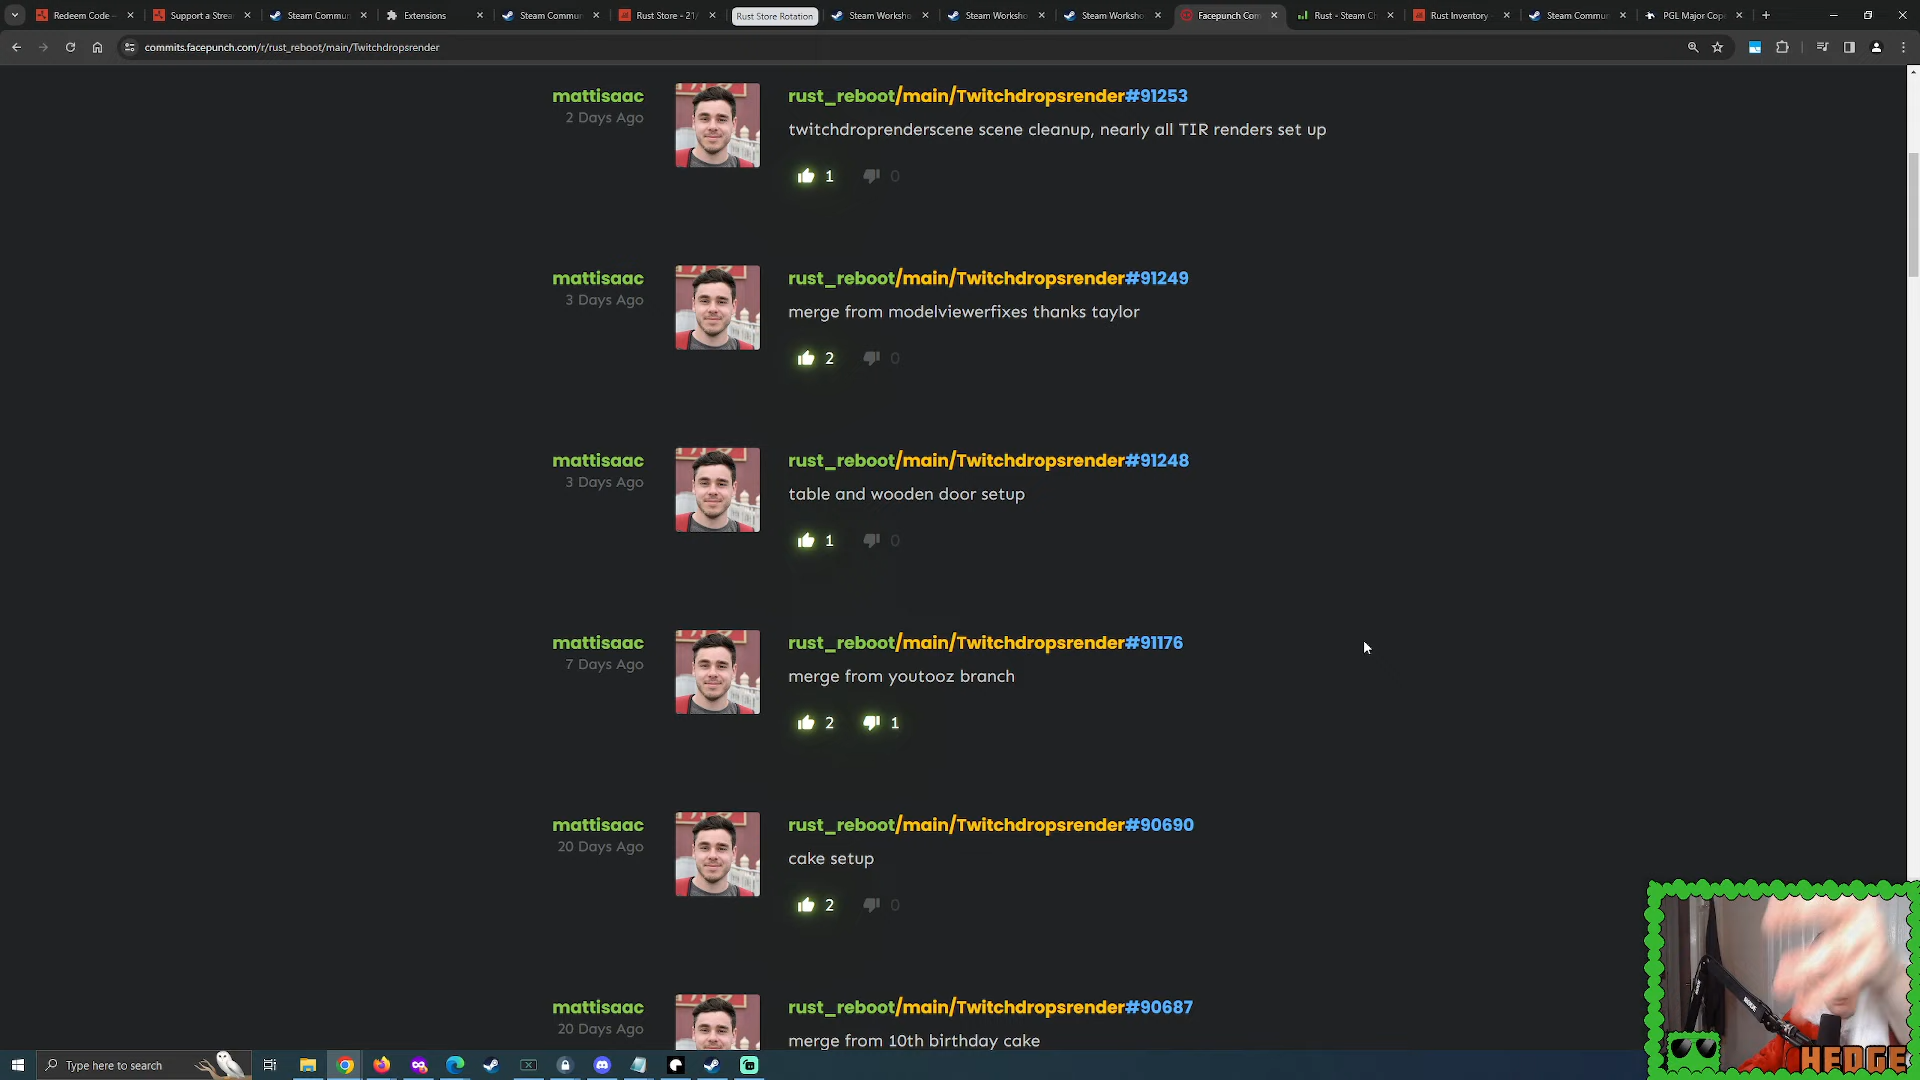 Redeem Code -
Support a Strea
Steam Commun
Extensions
Steam Commun
Rust Store - 21/
Rust Store Rotation
Steam Worksho
Steam Worksho
Steam Worksho
Facepunch Com
Rust - Steam Ch
Rust Inventory
Steam Commun
PGL Major Cope
commits.facepunch.com/r/rust_reboot/main/Twitchdropsrender
mattisaac
2 Days Ago
rust_reboot/main/Twitchdropsrender#91253
twitchdroprenderscene scene cleanup, nearly all TIR renders set up
1 0
mattisaac
3 Days Ago
rust_reboot/main/Twitchdropsrender#91249
merge from modelviewerfixes thanks taylor
2 0
mattisaac
3 Days Ago
rust_reboot/main/Twitchdropsrender#91248
table and wooden door setup
1 0
mattisaac
7 Days Ago
rust_reboot/main/Twitchdropsrender#91176
merge from youtooz branch
2 1
mattisaac
20 Days Ago
rust_reboot/main/Twitchdropsrender#90690
cake setup
2 0
mattisaac
20 Days Ago
rust_reboot/main/Twitchdropsrender#90687
merge from 10th birthday cake
Type here to search
HEDGE